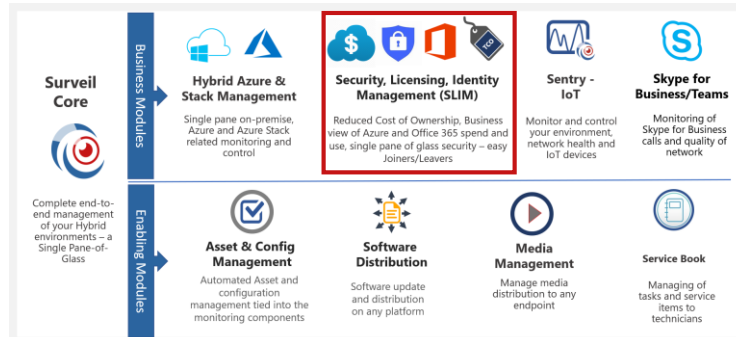 Surveil
Core
Complete end-to-
end management
of your Hybrid
environments – a
Single Pane-of-
Glass
Business Modules
Hybrid Azure &
Stack Management
Single pane on-premise,
Azure and Azure Stack
related monitoring and
control
TCO
Security, Licensing, Identity
Management (SLIM)
Reduced Cost of Ownership, Business
view of Azure and Office 365 spend and
use, single pane of glass security – easy
Joiners/Leavers
Sentry -
IoT
Monitor and control
your environment,
network health and
IoT devices
Skype for
Business/Teams
Monitoring of
Skype for Business
calls and quality of
network
Enabling Modules
Asset & Config
Management
Automated Asset and
configuration
management tied into the
monitoring components
Software
Distribution
Software update
and distribution
on any platform
Media
Management
Manage media
distribution to any
endpoint
Service Book
Managing of
tasks and service
items to
technicians